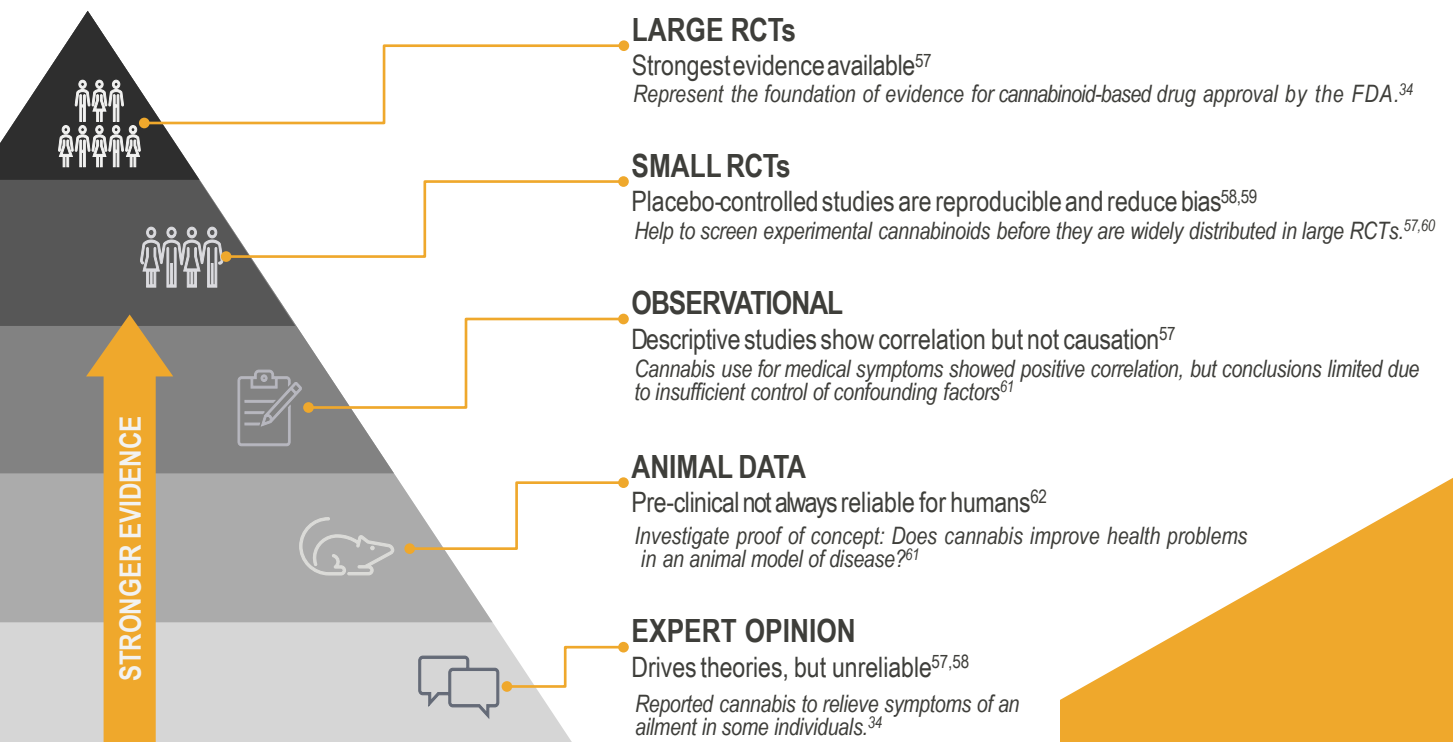 LARGE RCTs
Strongest evidence available57
Represent the foundation of evidence for cannabinoid-based drug approval by the FDA.34
SMALL RCTs
Placebo-controlled studies are reproducible and reduce bias58,59
Help to screen experimental cannabinoids before they are widely distributed in large RCTs.57,60
OBSERVATIONAL
Descriptive studies show correlation but not causation57
Cannabis use for medical symptoms showed positive correlation, but conclusions limited due
to insufficient control of confounding factors61
ANIMAL DATA
Pre-clinical not always reliable for humans62
Investigate proof of concept: Does cannabis improve health problems
in an animal model of disease?61
EXPERT OPINION
Drives theories, but unreliable57,58
Reported cannabis to relieve symptoms of an
ailment in some individuals.34
STRONGER EVIDENCE